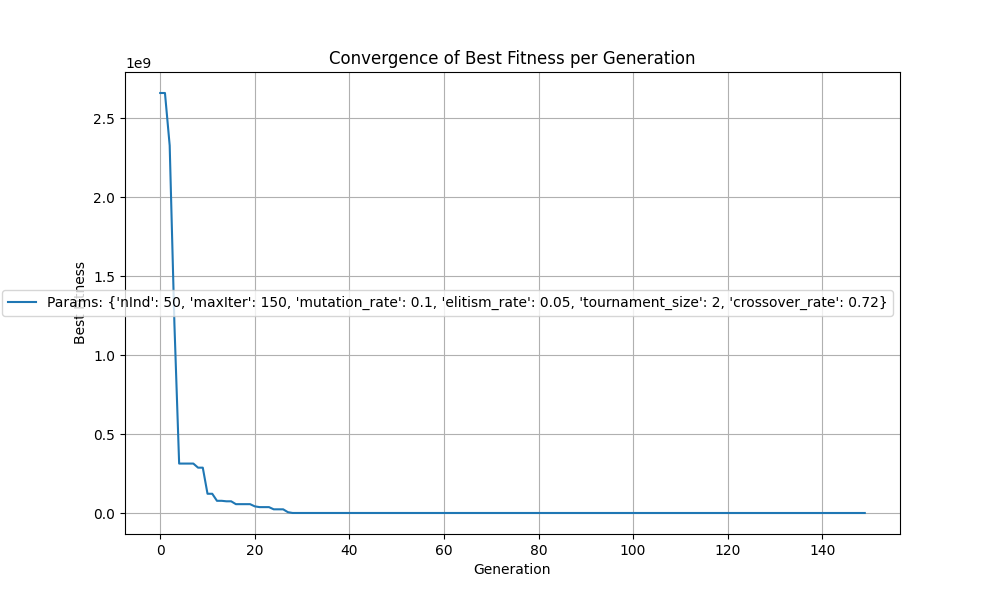 Convergence of Best Fitness per Generation
1e9
2.5
2.0
1.5
1.0
0.5
0.0
Best Fitness
Params: {'nInd': 50, 'maxIter': 150, 'mutation_rate': 0.1, 'elitism_rate': 0.05, 'tournament_size': 2, 'crossover_rate': 0.72}
0 20 40 60 80 100 120 140
Generation